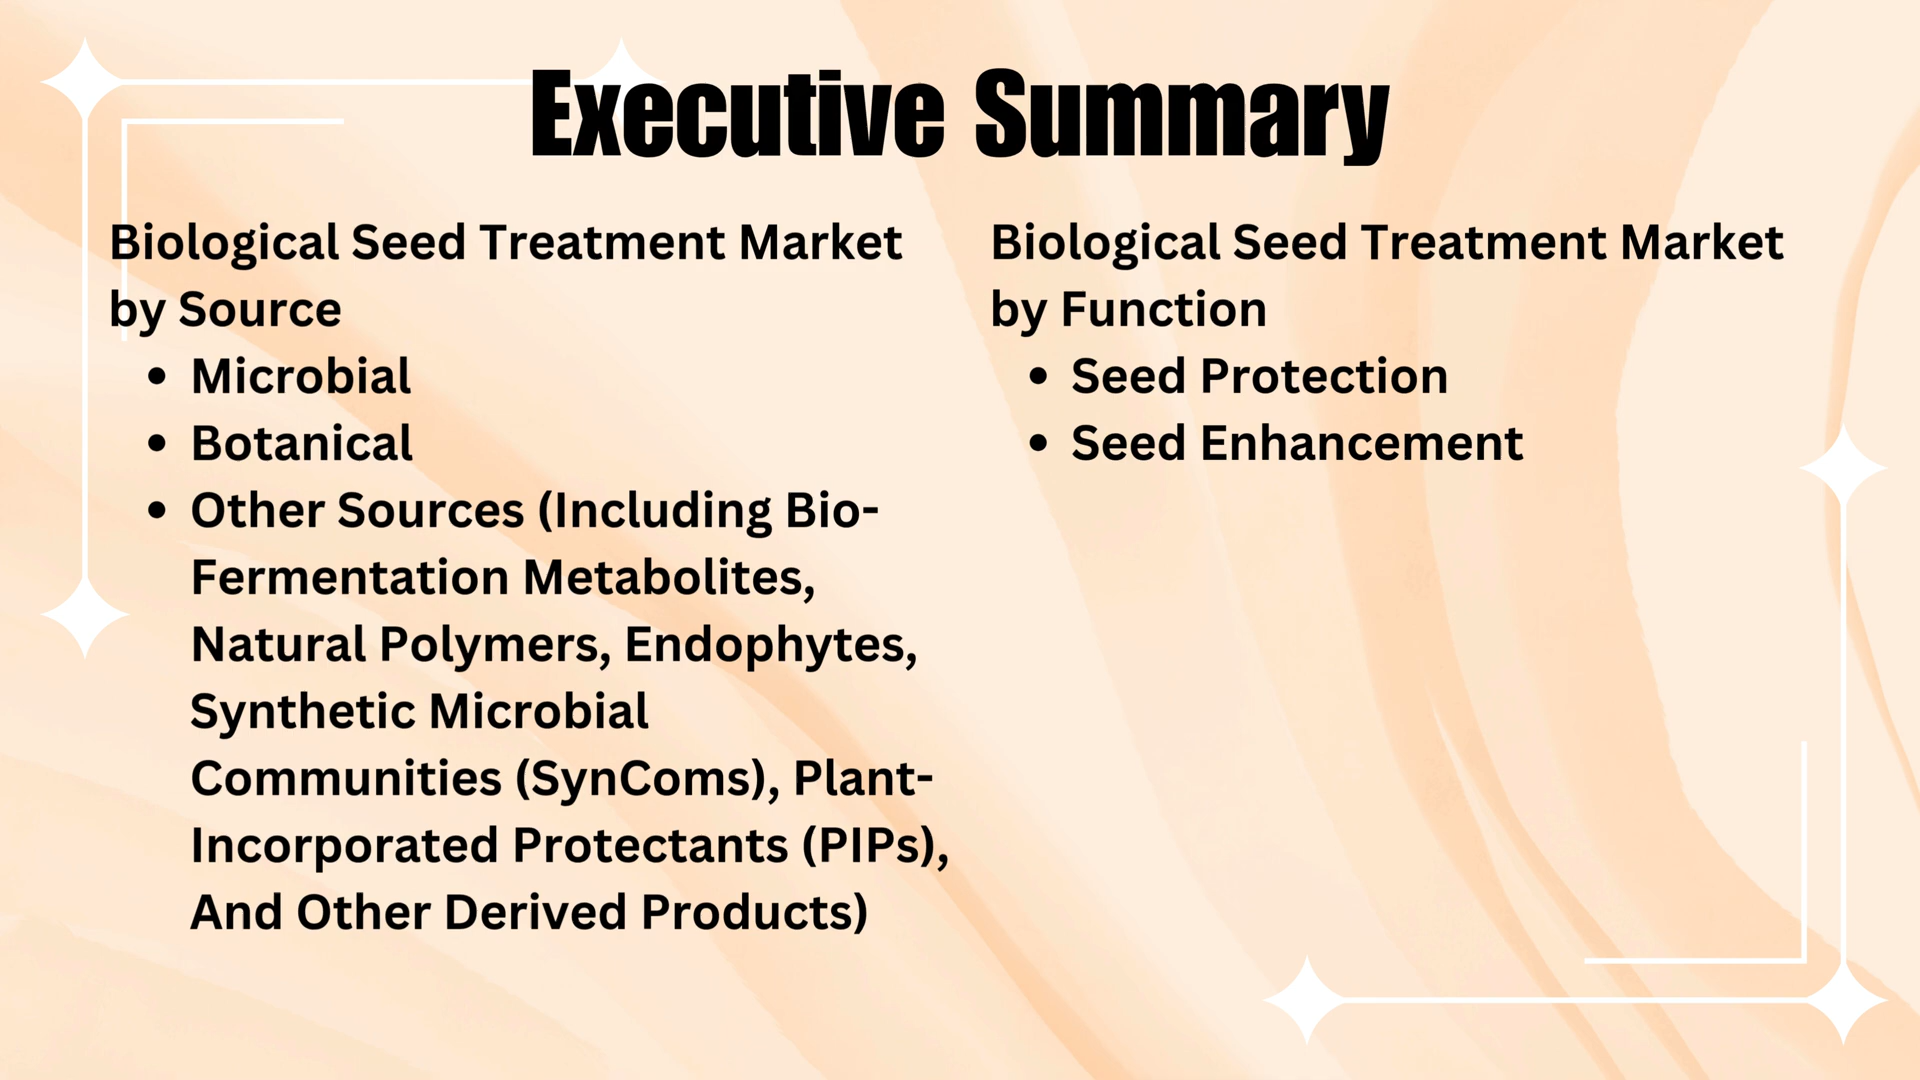 Executive Summary
Biological Seed Treatment Market
by Source
• Microbial
• Botanical
• Other Sources (Including Bio-
Fermentation Metabolites,
Natural Polymers, Endophytes,
Synthetic Microbial
Communities (SynComs), Plant-
Incorporated Protectants (PIPs),
And Other Derived Products)
Biological Seed Treatment Market
by Function
• Seed Protection
• Seed Enhancement